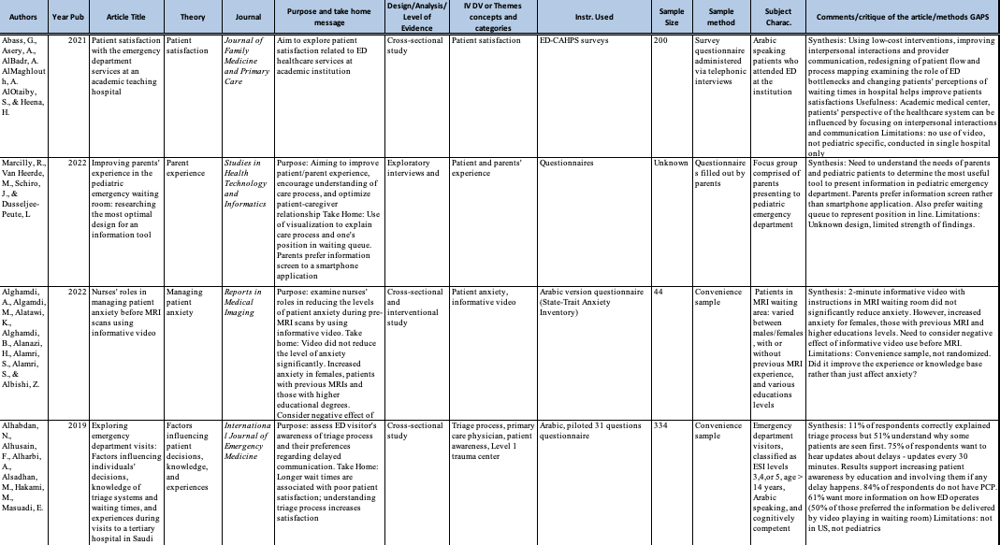 Authors
Year Pub
Article Title
Theory
Journal
Purpose and take home
message
Design/Analysis/
Level of
Evidence
IV DV or Themes
concepts and
categories
Instr. Used
Sample
Size
Sample
method
Subject
Charac.
Comments/critique of the article/methods GAPS
Abass, G.,
Asery, A.,
AlBadr, A.
AlMaghlout
h, A.
AlOtaiby,
S., & Heena,
H.
2021
Patient satisfaction
with the emergency
department
services at an
academic teaching
hospital
Patient
satisfaction
Journal of
Family
Medicine
and Primary
Care
Aim to explore patient
satisfaction related to ED
healthcare services at
academic institution
Cross-sectional
study
Patient satisfaction
ED-CAHPS surveys
200
Survey
questionnaire
administered
via telephonic
interviews
Arabic
speaking
patients who
attended ED
at the
institution
Synthesis: Using low-cost interventions, improving
interpersonal interactions and provider
communication, redesigning of patient flow and
process mapping examining the role of ED
bottlenecks and changing patients' perceptions of
waiting times in hospital helps improve patients
satisfactions Usefulness: Academic medical center,
patients' perspective of the healthcare system can be
influenced by focusing on interpersonal interactions
and communication Limitations: no use of video,
not pediatric specific, conducted in single hospital
only
Marcilly, R.,
Van Heerde,
M., Schiro,
J., &
Dusseljee-
Peute, L
2022
Improving parents'
experience in the
pediatric
emergency waiting
room: researching
the most optimal
design for an
information tool
Parent
experience
Studies in
Health
Technology
and
Informatics
Purpose: Aiming to improve
patient/parent experience,
encourage understanding of
care process, and optimize
patient-caregiver
relationship Take Home: Use
of visualization to explain
care process and one's
position in waiting queue.
Parents prefer information
screen to a smartphone
application
Exploratory
interviews and
Patient and parents'
experience
Questionnaires
Unknown
Questionnaire
s filled out by
parents
Focus group
comprised of
parents
presenting to
pediatric
emergency
department
Synthesis: Need to understand the needs of parents
and pediatric patients to determine the most useful
tool to present information in pediatric emergency
department. Parents prefer information screen rather
than smartphone application. Also prefer waiting
queue to represent position in line. Limitations:
Unknown design, limited strength of findings.
Alghamdi,
A., Algamdi,
M., Alatawi,
K.,
Alghamdi,
B., Alanazi,
H., Alamri,
S., Alamri,
S., &
Albishi, Z.
2022
Nurses' roles in
managing patient
anxiety before MRI
scans using
informative video
Managing
patient
anxiety
Reports in
Medical
Imaging
Purpose: examine nurses'
roles in reducing the levels
of patient anxiety during pre-
MRI scans by using
informative video. Take
home: Video did not reduce
the level of anxiety
significantly. Increased
anxiety in females, patients
with previous MRIs and
those with higher
educational degrees.
Consider negative effect of
Cross-sectional
and
interventional
study
Patient anxiety,
informative video
Arabic version questionnaire
(State-Trait Anxiety
Inventory)
44
Convenience
sample
Patients in
MRI waiting
area: varied
between
males/females
, with or
without
previous MRI
experience,
and various
educations
levels
Synthesis: 2-minute informative video with
instructions in MRI waiting room did not
significantly reduce anxiety. However, increased
anxiety for females, those with previous MRI and
higher educations levels. Need to consider negative
effect of informative video use before MRI.
Limitations: Convenience sample, not randomized.
Did it improve the experience or knowledge base
rather than just affect anxiety?
Alhabdan,
N.,
Alhusain,
F., Alharbi,
A.,
Alsadhan,
M., Hakami,
M.,
Masuadi, E.
2019
Exploring
emergency
department visits:
Factors influencing
individuals'
decisions,
knowledge of
triage systems and
waiting times, and
experiences during
visits to a tertiary
hospital in Saudi
Factors
influencing
patient
decisions,
knowledge,
and
experiences
Internationa
l Journal of
Emergency
Medicine
Purpose: assess ED visitor's
awareness of triage process
and their preferences
regarding delayed
communication. Take Home:
Longer wait times are
associated with poor patient
satisfaction; understanding
triage process increases
satisfaction
Cross-sectional
study
Triage process, primary
care physician, patient
awareness, Level 1
trauma center
Arabic, piloted 31 questions
questionnaire
334
Convenience
sample
Emergency
department
visitors,
classified as
ESI levels
3,4,or 5, age >
14 years,
Arabic
speaking, and
cognitively
competent
Synthesis: 11% of respondents correctly explained
triage process but 51% understand why some
patients are seen first. 75% of respondents want to
hear updates about delays - updates every 30
minutes. Results support increasing patient
awareness by education and involving them if any
delay happens. 84% of respondents do not have PCP.
61% want more information on how ED operates
(50% of those preferred the information be delivered
by video playing in waiting room) Limitations: not
in US, not pediatrics